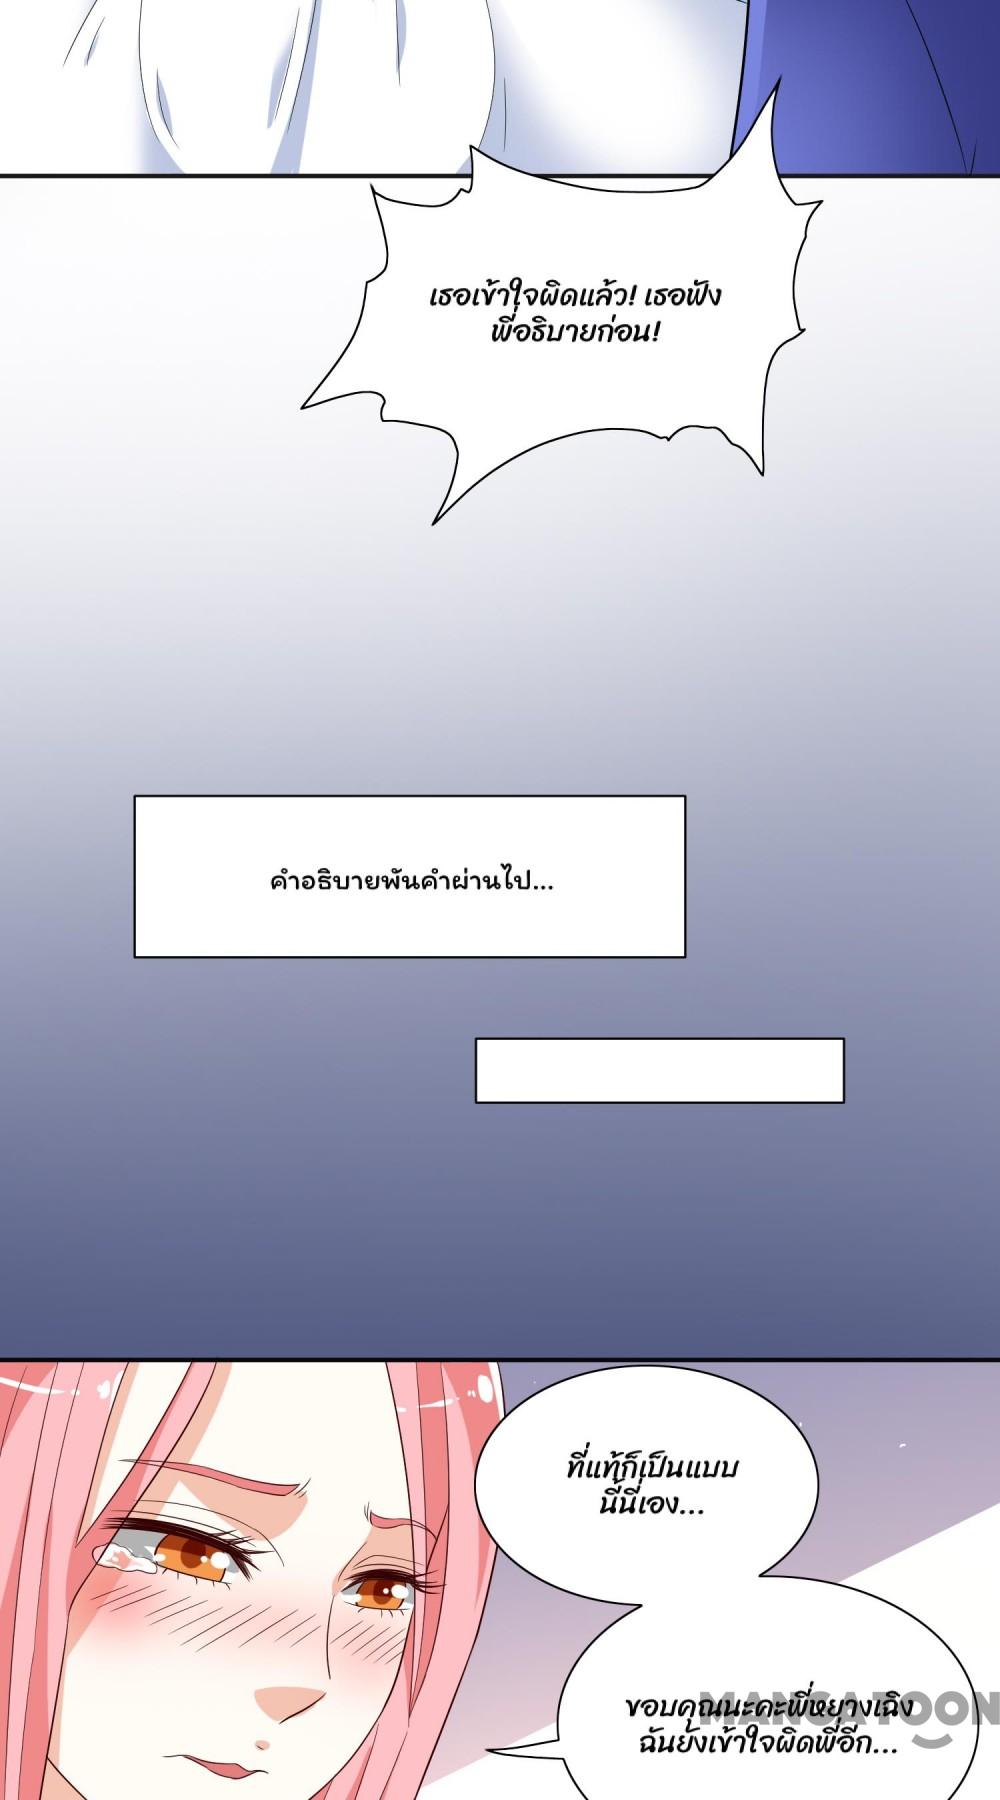 เธอเข้าใจผิดแล้ว! เธอฟัง
พี่อธิบายก่อน!
คำอธิบายพันคำผ่านไป...
ที่แท้ก็เป็นแบบ
นี้นี่เอง...
ขอบคุณนะคะพี่หยางเฉิง
ฉันยังเข้าใจผิดพี่อีก...
MANGATOON